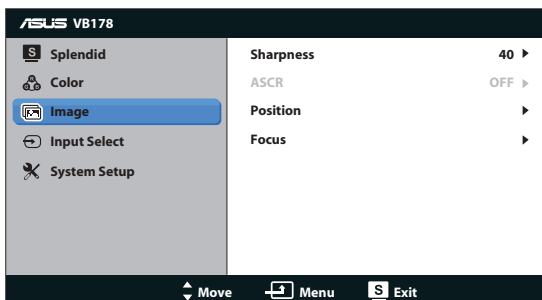 ASUS VB178
S Splendid
Color
Image
Input Select
System Setup
Sharpness 40
ASCR OFF
Position
Focus
Move Menu S Exit